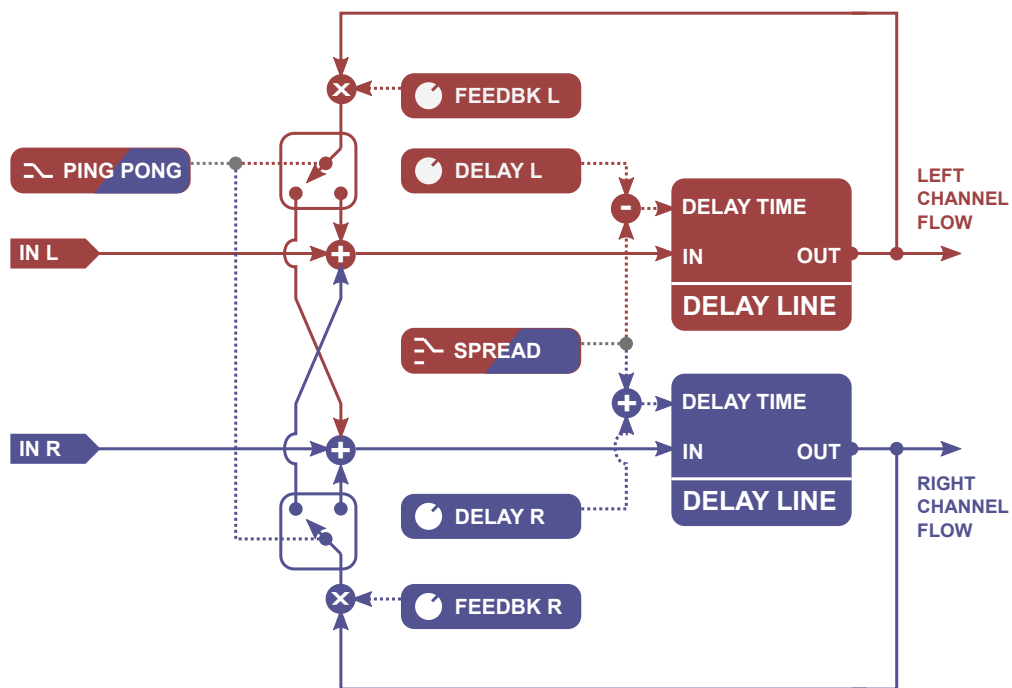 FEEDBK L
PING PONG
DELAY L
LEFT
CHANNEL
FLOW
DELAY TIME
IN L
IN
OUT
DELAY LINE
SPREAD
DELAY TIME
IN R
IN
OUT
DELAY LINE
RIGHT
CHANNEL
FLOW
DELAY R
FEEDBK R